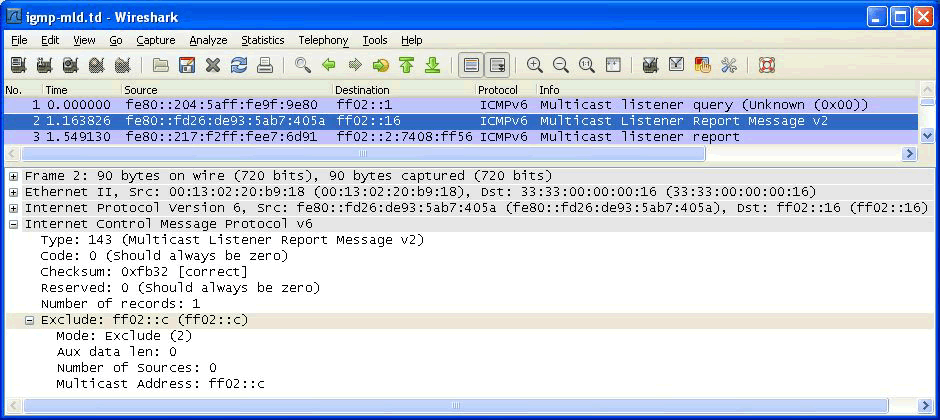 igmp-mld.td - Wireshark
File Edit View Go Capture Analyze Statistics Telephony Tools Help
1:1
No. Time Source Destination Protocol Info
1 0.000000 fe80::204:5aff:fe9f:9e80 ff02::1 ICMPv6 Multicast listener query (Unknown (0x00))
2 1.163826 fe80::fd26:de93:5ab7:405a ff02::16 ICMPv6 Multicast Listener Report Message v2
3 1.549130 fe80::217:f2ff:fee7:6d91 ff02::2:7408:ff56 ICMPv6 Multicast listener report
Frame 2: 90 bytes on wire (720 bits), 90 bytes captured (720 bits)
Ethernet II, Src: 00:13:02:20:b9:18 (00:13:02:20:b9:18), Dst: 33:33:00:00:00:16 (33:33:00:00:00:16)
Internet Protocol Version 6, Src: fe80::fd26:de93:5ab7:405a (fe80::fd26:de93:5ab7:405a), Dst: ff02::16 (ff02::16)
Internet Control Message Protocol v6
Type: 143 (Multicast Listener Report Message v2)
Code: 0 (Should always be zero)
Checksum: 0xfb32 [correct]
Reserved: 0 (Should always be zero)
Number of records: 1
Exclude: ff02::c (ff02::c)
Mode: Exclude (2)
Aux data len: 0
Number of Sources: 0
Multicast Address: ff02::c